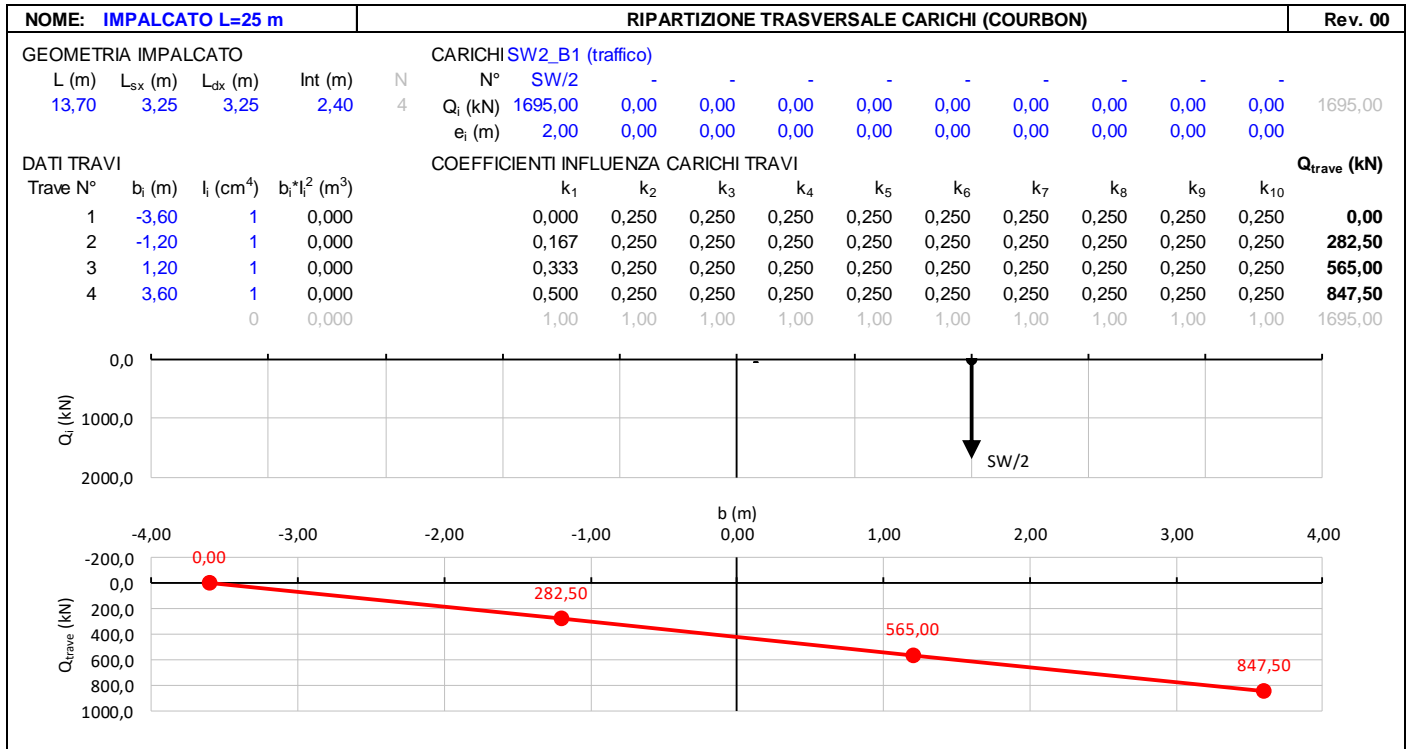 NOME: IMPALCATO L=25 m RIPARTIZIONE TRASVERSALE CARICHI (COURBON) Rev. 00
GEOMETRIA IMPALCATO CARICHI SW2_B1 (traffico)
L (m) Lsx (m) Ldx (m) Int (m) N N° SW/2 - - - - - - - - -
13,70 3,25 3,25 2,40 4 Qi (kN) 1695,00 0,00 0,00 0,00 0,00 0,00 0,00 0,00 0,00 0,00 1695,00
ei (m) 2,00 0,00 0,00 0,00 0,00 0,00 0,00 0,00 0,00 0,00
DATI TRAVI COEFFICIENTI INFLUENZA CARICHI TRAVI Qtrave (kN)
Trave N° bi (m) Ii (cm4) bi*Ii2 (m3) k1 k2 k3 k4 k5 k6 k7 k8 k9 k10
1 -3,60 1 0,000 0,000 0,250 0,250 0,250 0,250 0,250 0,250 0,250 0,250 0,250 0,00
2 -1,20 1 0,000 0,167 0,250 0,250 0,250 0,250 0,250 0,250 0,250 0,250 0,250 282,50
3 1,20 1 0,000 0,333 0,250 0,250 0,250 0,250 0,250 0,250 0,250 0,250 0,250 565,00
4 3,60 1 0,000 0,500 0,250 0,250 0,250 0,250 0,250 0,250 0,250 0,250 0,250 847,50
0 0,000 1,00 1,00 1,00 1,00 1,00 1,00 1,00 1,00 1,00 1,00 1695,00
0,0
1000,0
2000,0
Qi (kN)
SW/2
b (m)
-4,00 -3,00 -2,00 -1,00 0,00 1,00 2,00 3,00 4,00
-200,0
0,0
200,0
400,0
600,0
800,0
1000,0
Qtrave (kN)
0,00
282,50
565,00
847,50